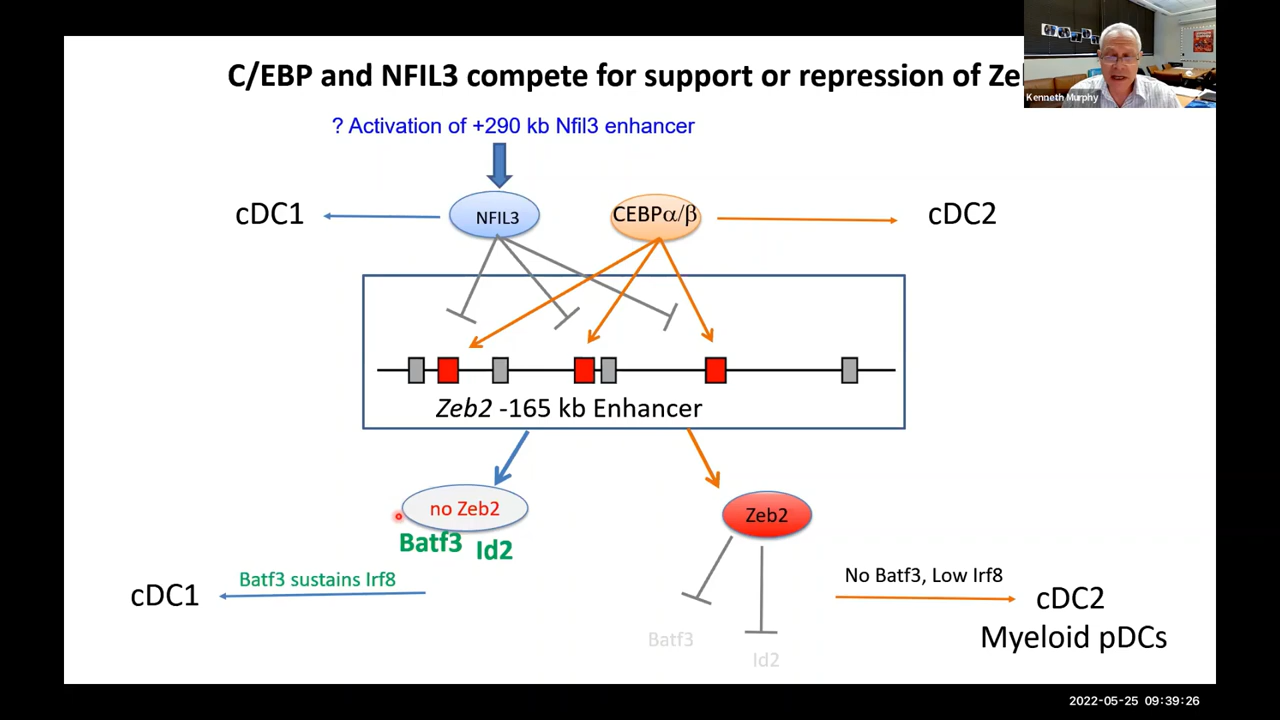 C/EBP and NFIL3 compete for support or repression of Ze
Kenneth Murphy
? Activation of +290 kb Nfil3 enhancer
cDC1
NFIL3
CEBPα/β
cDC2
Zeb2 -165 kb Enhancer
no Zeb2
Zeb2
Batf3 Id2
Batf3 sustains Irf8
cDC1
No Batf3, Low Irf8
cDC2
Myeloid pDCs
Batf3
Id2
2022-05-25 09:39:26